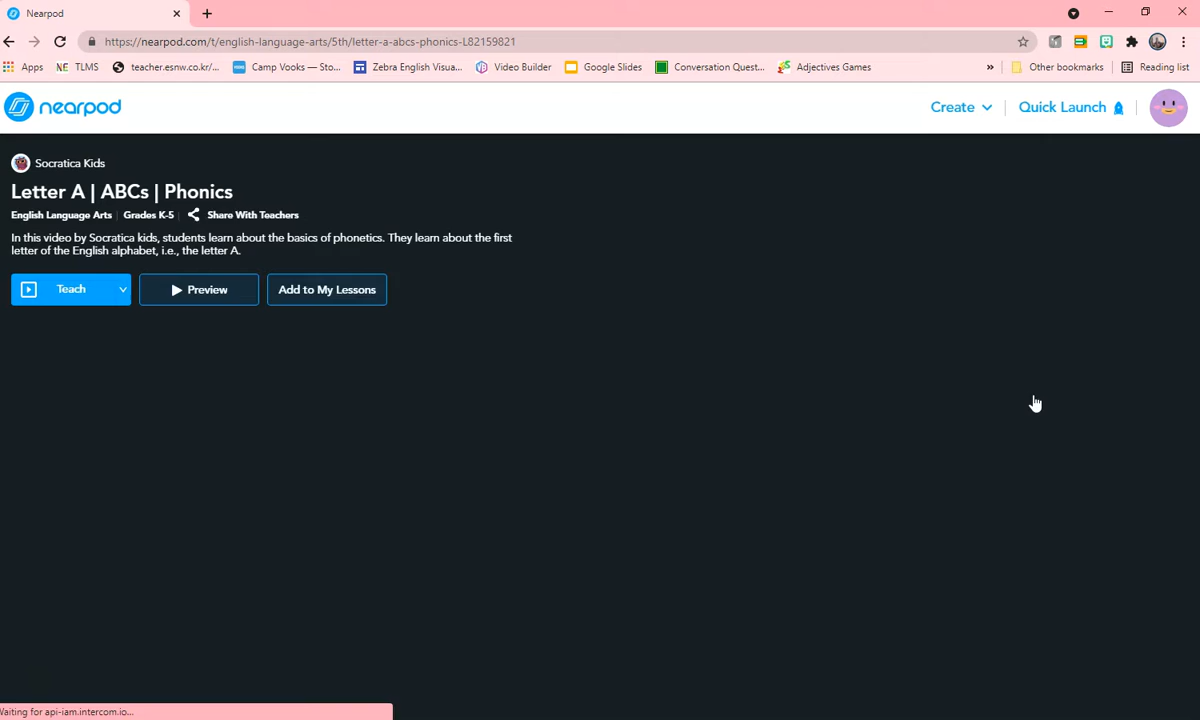 Nearpod
https://nearpod.com/t/english-language-arts/5th/letter-a-abcs-phonics-L82159821
Apps NE TLMS teacher.esnw.co.kr/... Camp Vooks — Sto... Zebra English Visua... Video Builder Google Slides Conversation Quest... Adjectives Games » Other bookmarks Reading list
nearpod Create Quick Launch
Socratica Kids
Letter A | ABCs | Phonics
English Language Arts Grades K-5 Share With Teachers
In this video by Socratica kids, students learn about the basics of phonetics. They learn about the first
letter of the English alphabet, i.e., the letter A.
Teach Preview Add to My Lessons
Waiting for api-iam.intercom.io...